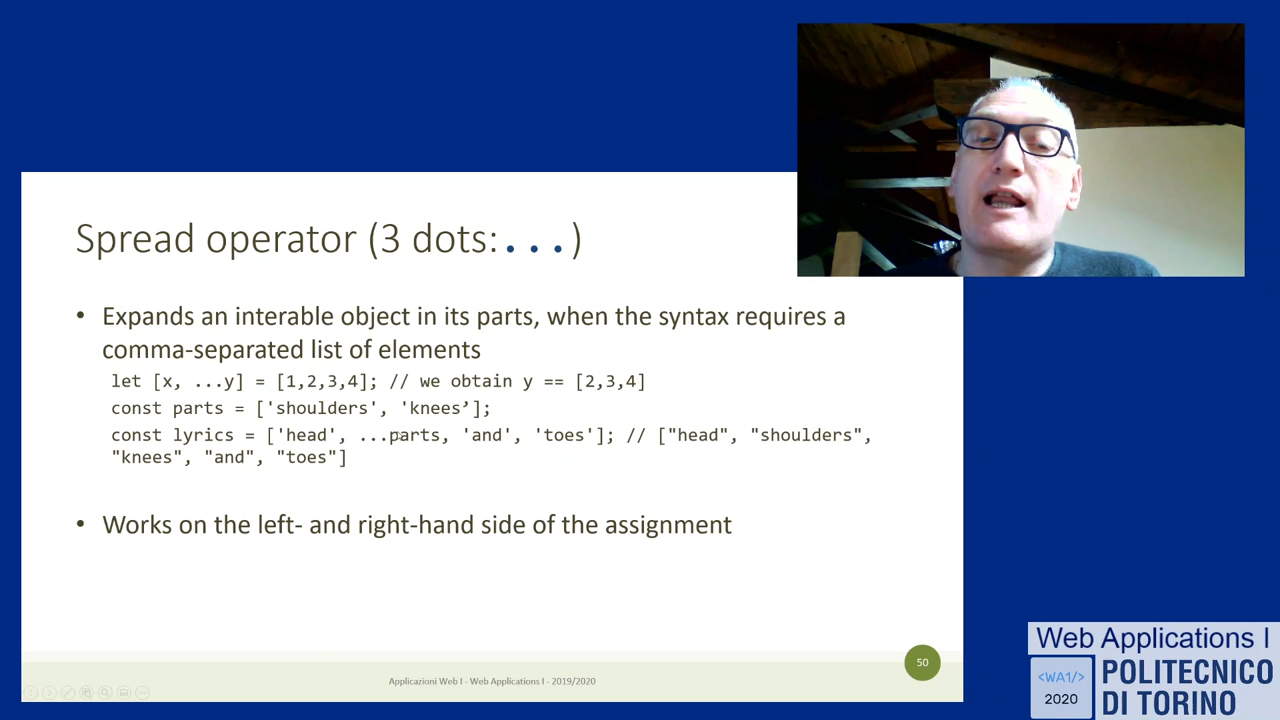 Spread operator (3 dots:...)
• Expands an interable object in its parts, when the syntax requires a
comma-separated list of elements
let [x, ...y] = [1,2,3,4]; // we obtain y == [2,3,4]
const parts = ['shoulders', 'knees’];
const lyrics = ['head', ...parts, 'and', 'toes']; // ["head", "shoulders",
"knees", "and", "toes"]
• Works on the left- and right-hand side of the assignment
50
Applicazioni Web I - Web Applications I - 2019/2020
Web Applications I
<WA1/>
2020
POLITECNICO
DI TORINO